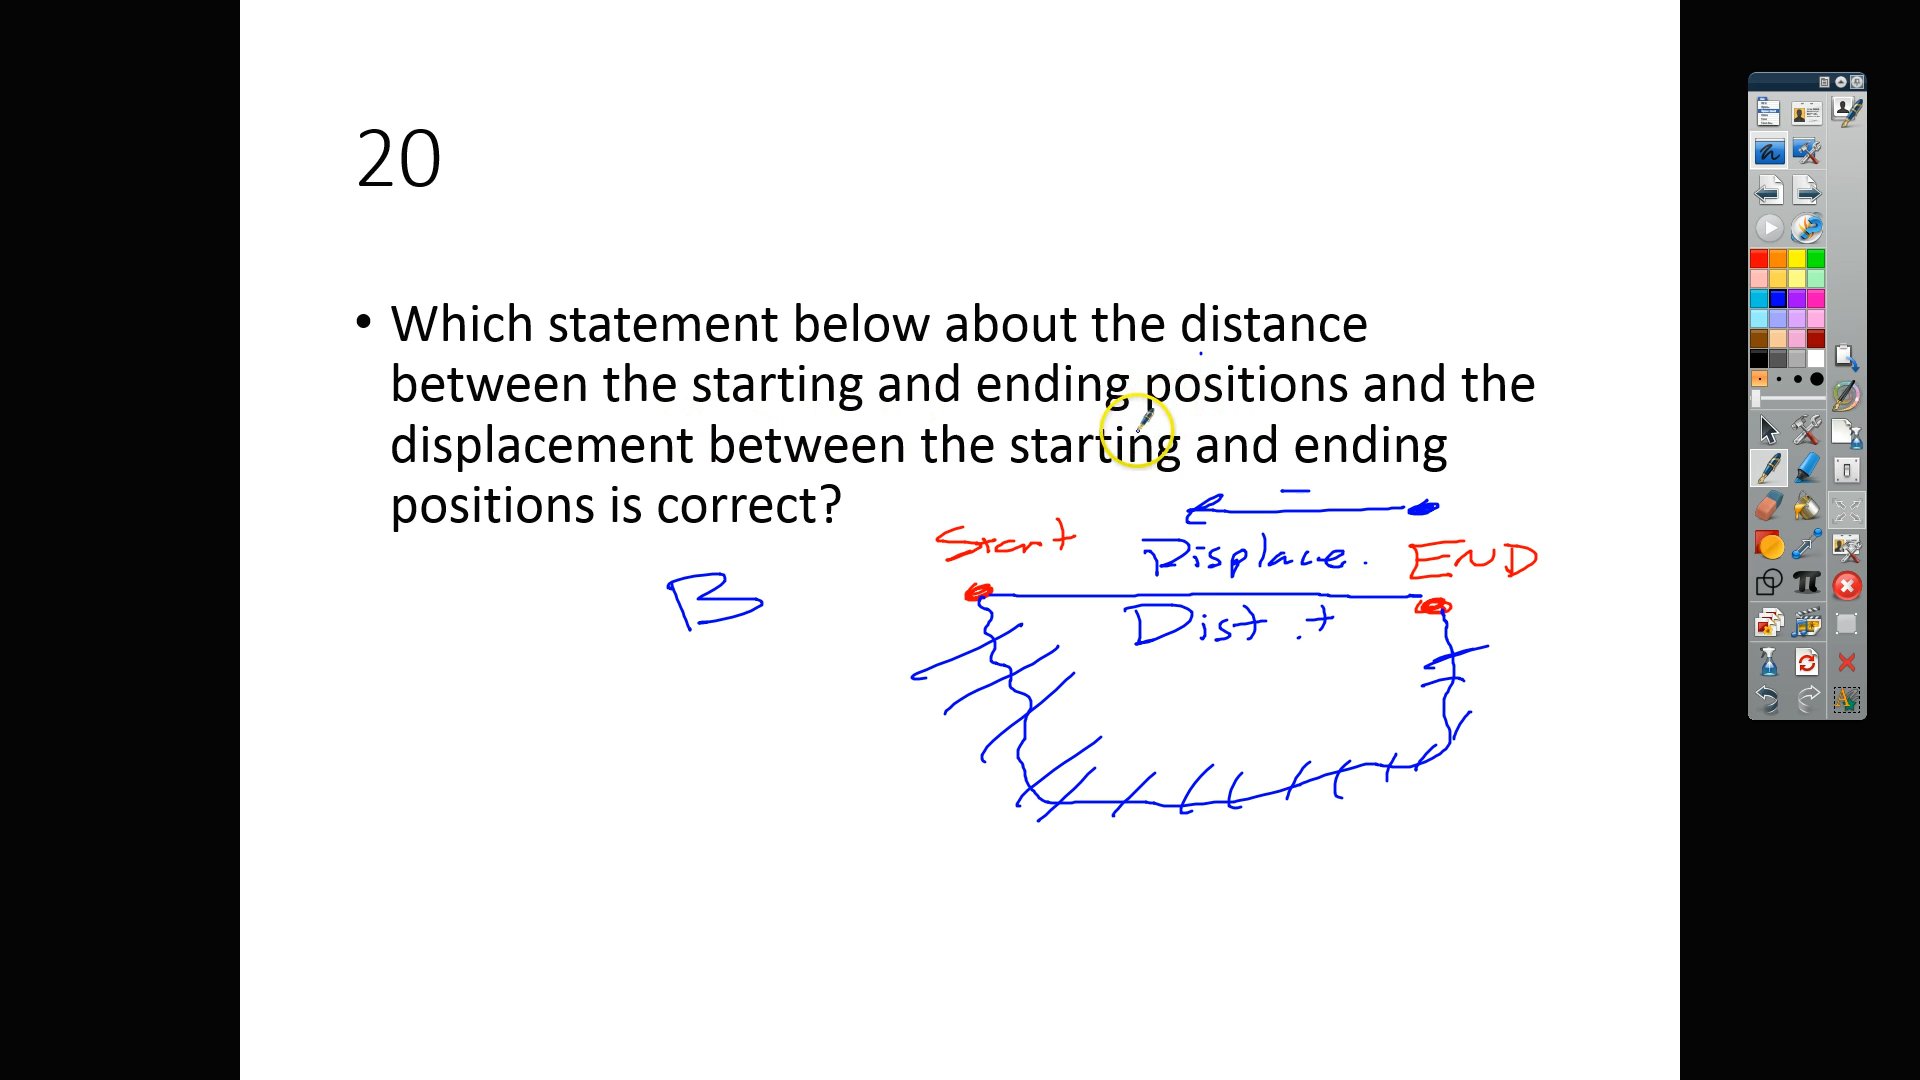 20
• Which statement below about the distance
between the starting and ending positions and the
displacement between the starting and ending
positions is correct?
Start
Displace.
END
B
Dist. +